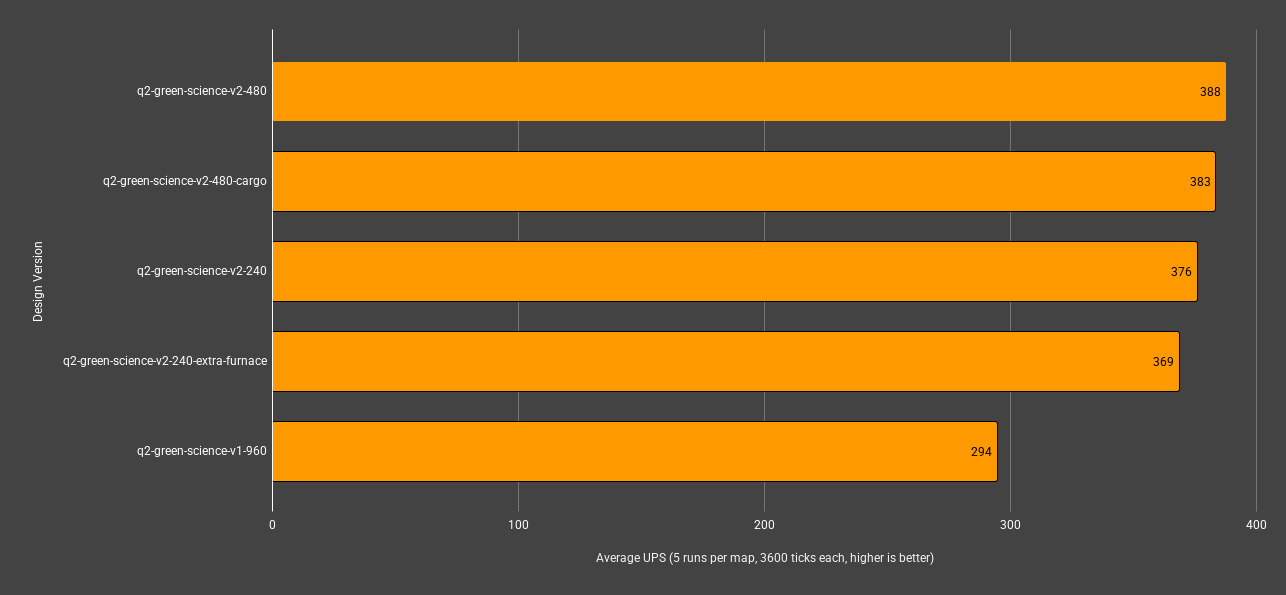 q2-green-science-v2-480
388
q2-green-science-v2-480-cargo
383
q2-green-science-v2-240
376
q2-green-science-v2-240-extra-furnace
369
q2-green-science-v1-960
294
Design Version
0 100 200 300 400
Average UPS (5 runs per map, 3600 ticks each, higher is better)